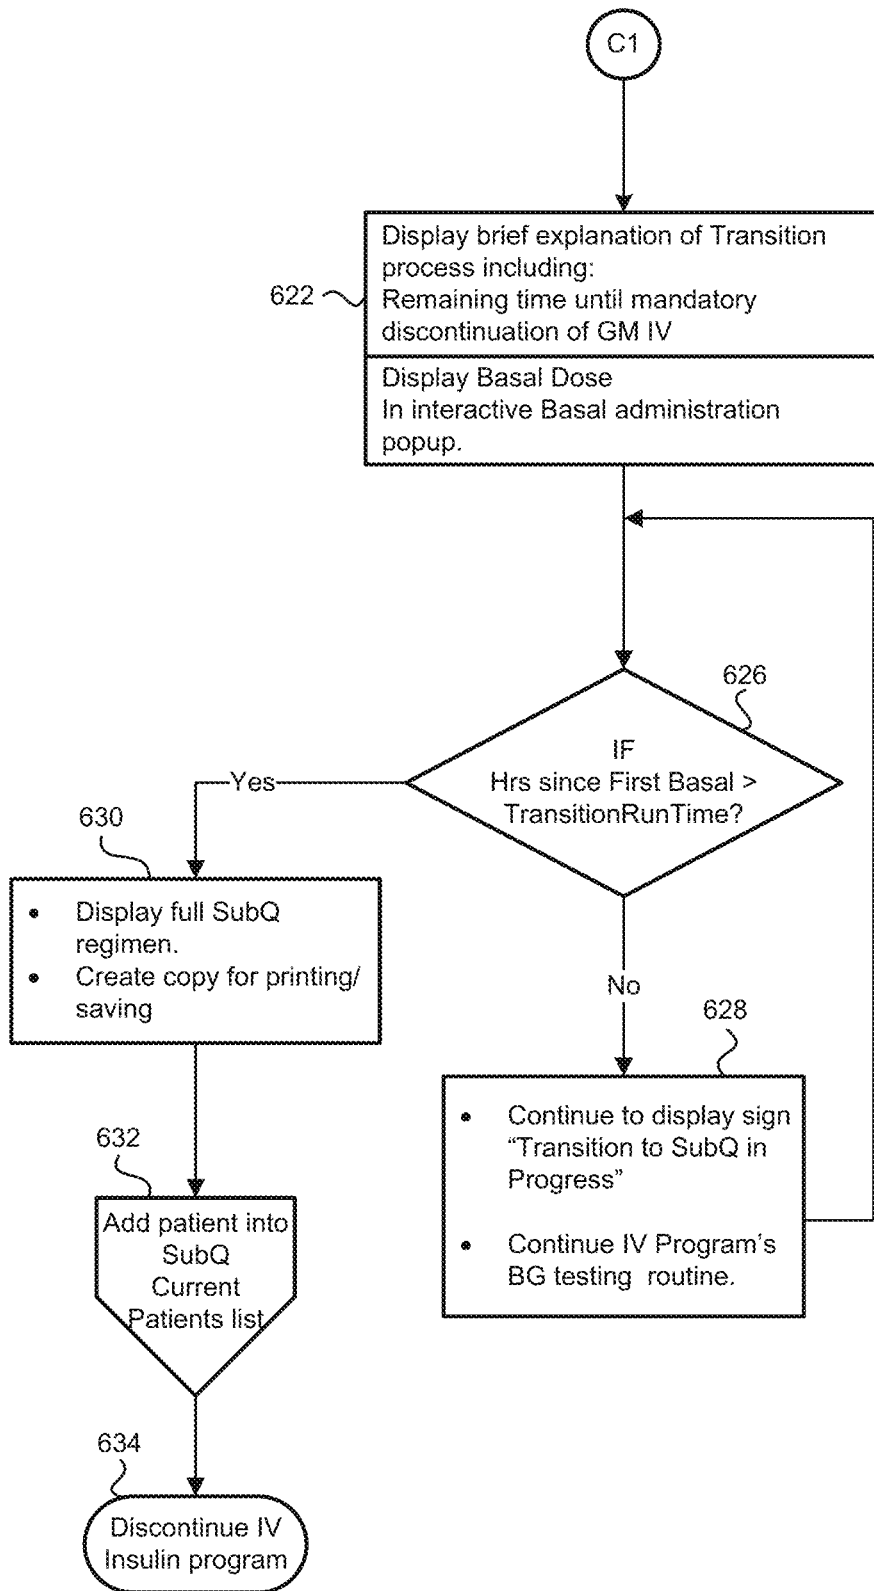 C1
Display brief explanation of Transition
process including:
Remaining time until mandatory
discontinuation of GM IV
622
Display Basal Dose
In interactive Basal administration
popup.
626
IF
Hrs since First Basal >
TransitionRunTime?
Yes
630
• Display full SubQ
regimen.
• Create copy for printing/
saving
No
628
• Continue to display sign
“Transition to SubQ in
Progress”
• Continue IV Program’s
BG testing routine.
632
Add patient into
SubQ
Current
Patients list
634
Discontinue IV
Insulin program